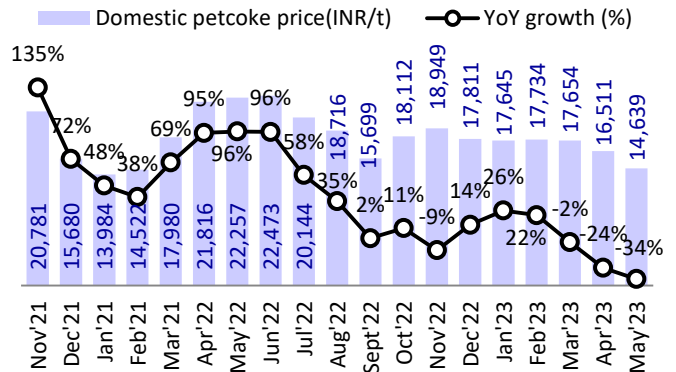 Domestic petcoke price(INR/t) YoY growth (%)
135%
72%
48%
38%
69%
95%
96%
96%
58%
35%
2%
11%
-9%
14%
26%
22%
-2%
-24%
-34%
20,781
15,680
13,984
14,522
17,980
21,816
22,257
22,473
20,144
18,716
15,699
18,112
18,949
17,811
17,645
17,734
17,654
16,511
14,639
Nov'21
Dec'21
Jan'21
Feb'21
Mar'21
Apr'22
May'22
Jun'22
Jul'22
Aug'22
Sept'22
Oct'22
Nov'22
Dec'22
Jan'23
Feb'23
Mar'23
Apr'23
May'23